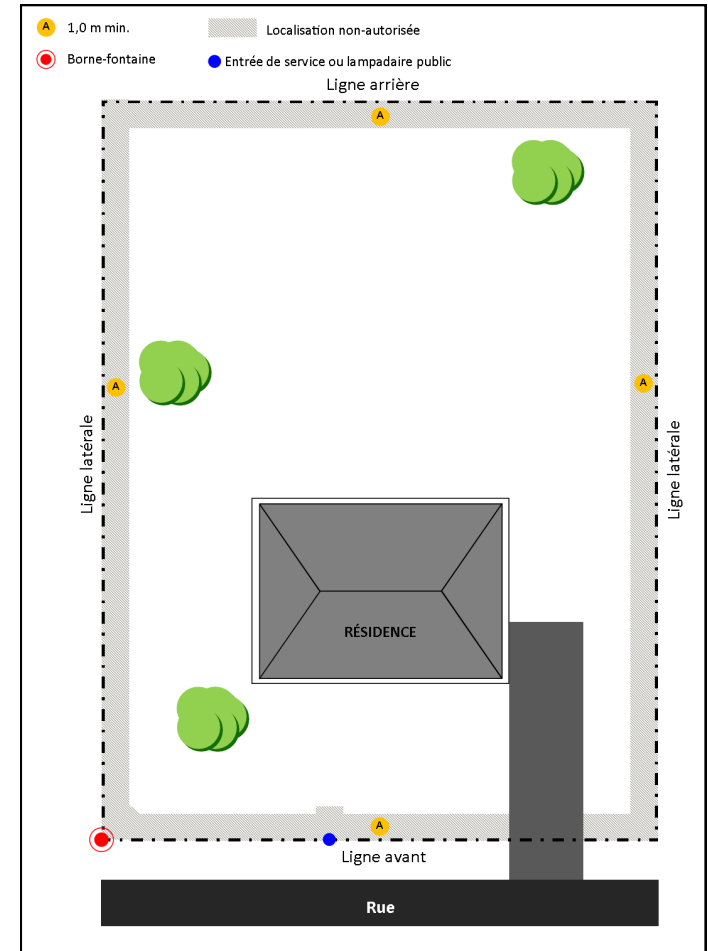 A 1,0 m min.
Localisation non-autorisée
Borne-fontaine
Entrée de service ou lampadaire public
Ligne arrière
A
A
A
Ligne latérale
Ligne latérale
RÉSIDENCE
A
Ligne avant
Rue